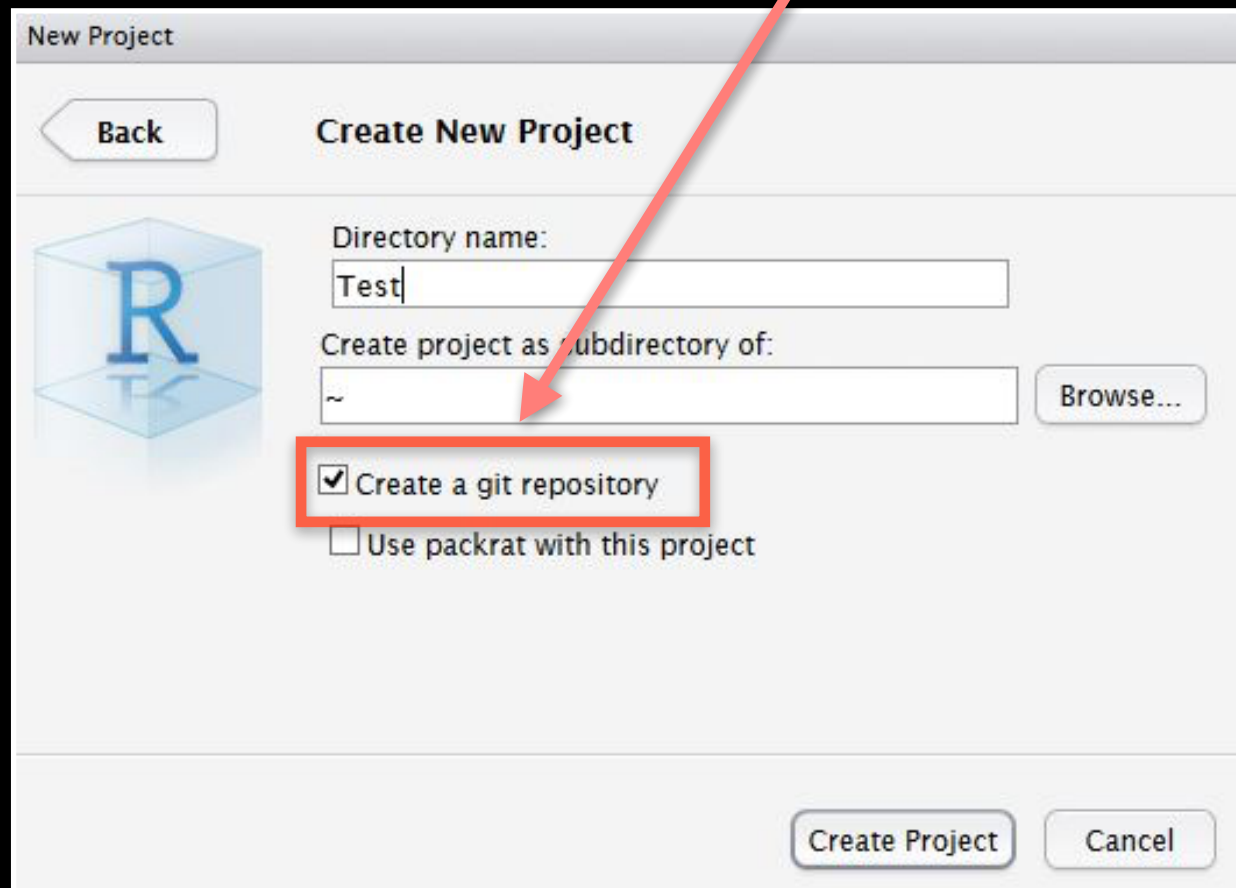 New Project
Back
Create New Project
R
Directory name:
Test
Create project as subdirectory of:
~
Browse...
Create a git repository
Use packrat with this project
Create Project
Cancel